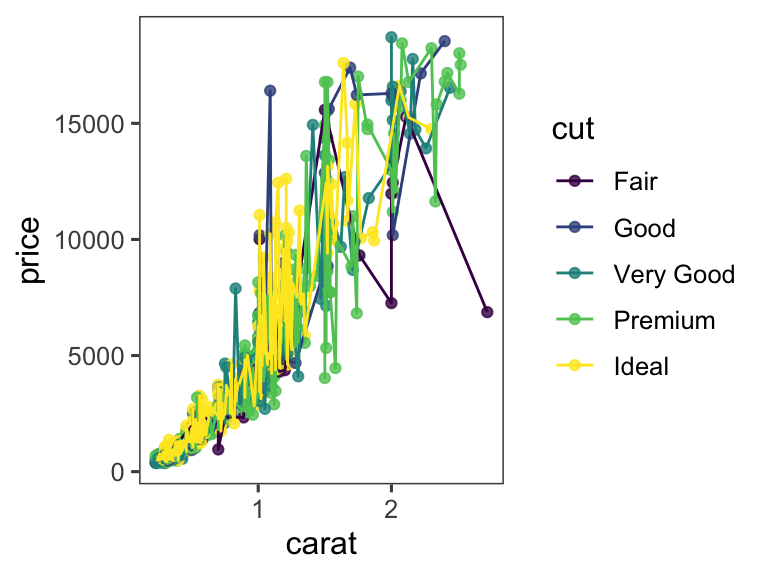 price
15000
10000
5000
0
1
2
carat
cut
Fair
Good
Very Good
Premium
Ideal